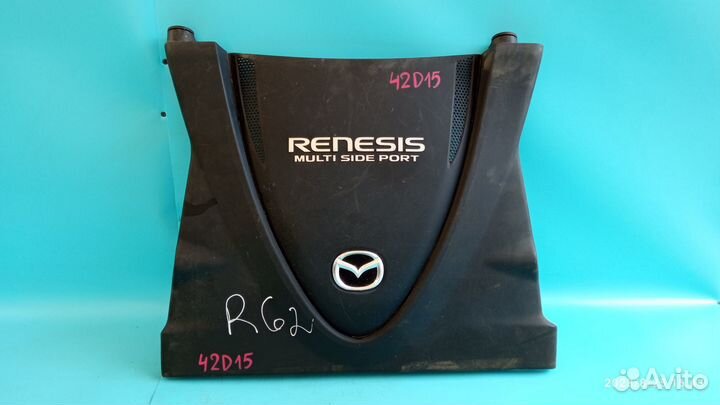 42D15
RENESIS
MULTI SIDE PORT
R62
42D15
Avito